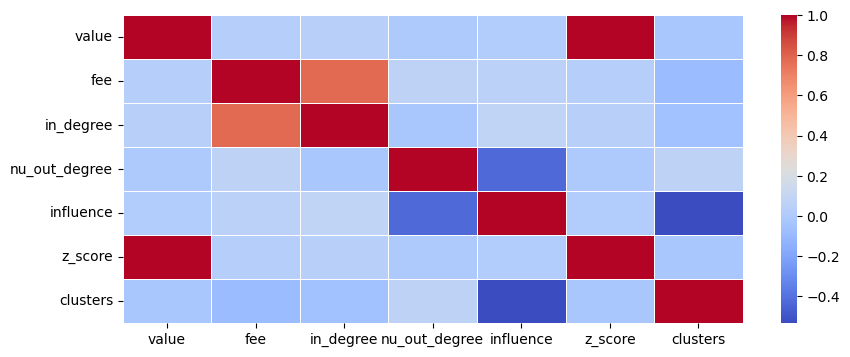 value
fee
in_degree
nu_out_degree
influence
z_score
clusters
value fee in_degree nu_out_degree influence z_score clusters
1.0
0.8
0.6
0.4
0.2
0.0
−0.2
−0.4